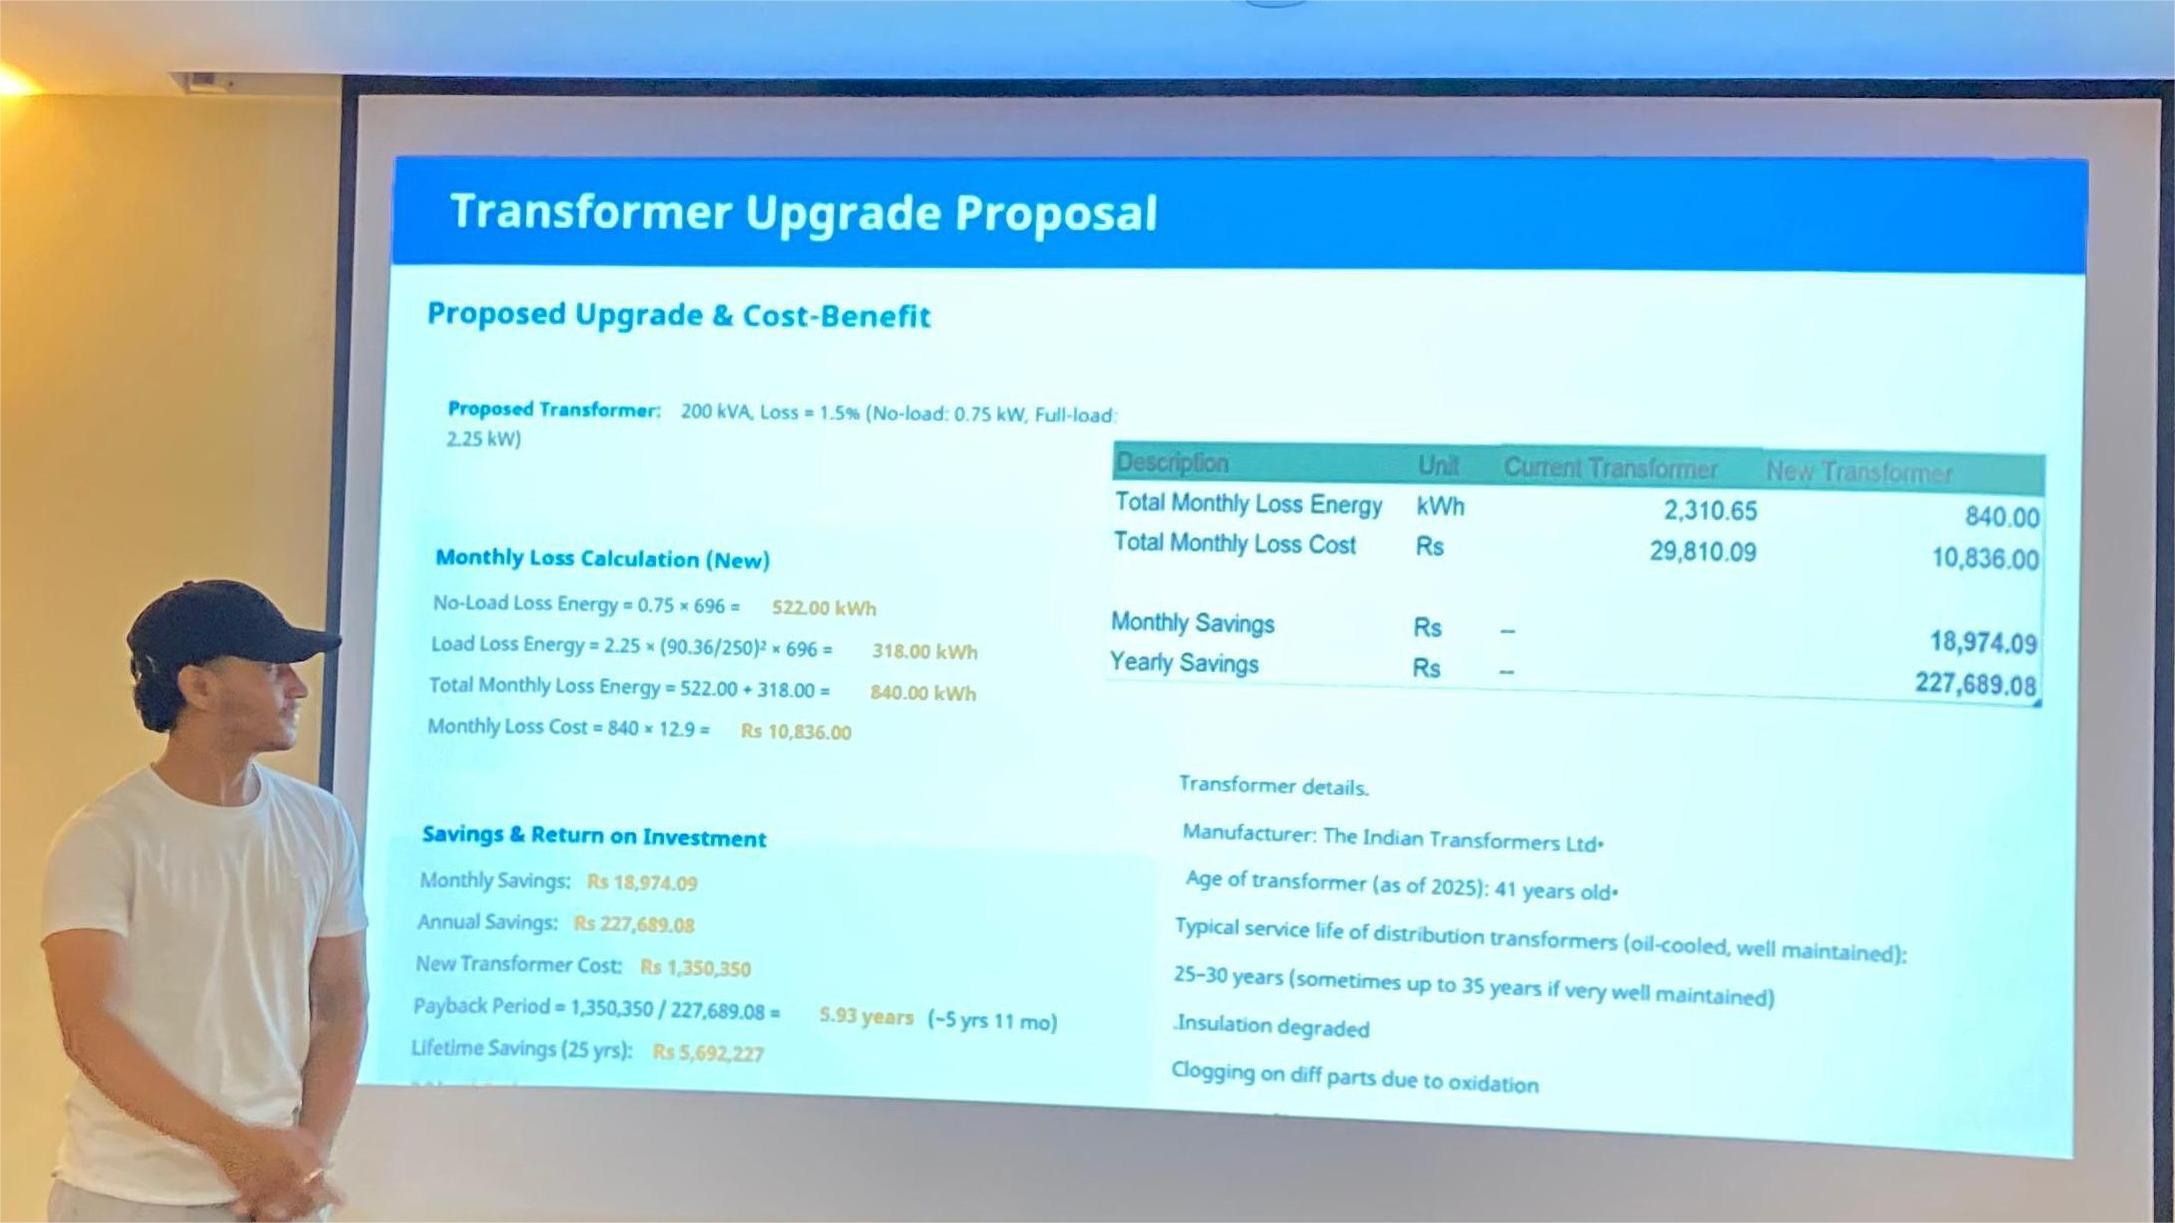 Transformer Upgrade Proposal
Proposed Upgrade & Cost-Benefit
Proposed Transformer: 200 kVA, Loss = 1.5% (No-load: 0.75 kW, Full-load:
2.25 kW)
Monthly Loss Calculation (New)
No-Load Loss Energy = 0.75 × 696 = 522.00 kWh
Load Loss Energy = 2.25 × (90.36/250)² × 696 = 318.00 kWh
Total Monthly Loss Energy = 522.00 + 318.00 = 840.00 kWh
Monthly Loss Cost = 840 × 12.9 = Rs 10,836.00
Savings & Return on Investment
Monthly Savings: Rs 18,974.09
Annual Savings: Rs 227,689.08
New Transformer Cost: Rs 1,350,350
Payback Period = 1,350,350 / 227,689.08 = 5.93 years (~5 yrs 11 mo)
Lifetime Savings (25 yrs): Rs 5,692,227
Description Unit Current Transformer New Transformer
Total Monthly Loss Energy kWh 2,310.65 840.00
Total Monthly Loss Cost Rs 29,810.09 10,836.00
Monthly Savings Rs – 18,974.09
Yearly Savings Rs – 227,689.08
Transformer details.
Manufacturer: The Indian Transformers Ltd•
Age of transformer (as of 2025): 41 years old•
Typical service life of distribution transformers (oil-cooled, well maintained):
25–30 years (sometimes up to 35 years if very well maintained)
.Insulation degraded
Clogging on diff parts due to oxidation